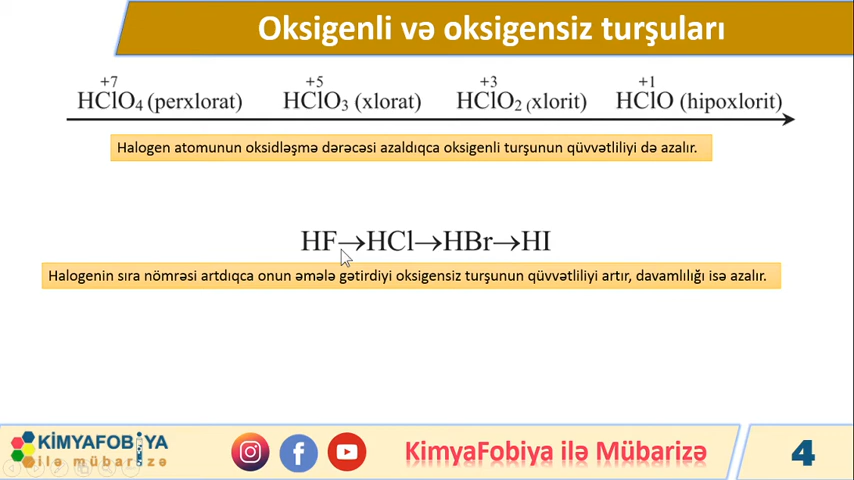 Oksigenli və oksigensiz turşuları
+7 +5 +3 +1
HClO₄ (perxlorat) HClO₃ (xlorat) HClO₂ (xlorit) HClO (hipoxlorit)
Halogen atomunun oksidləşmə dərəcəsi azaldıqca oksigenli turşunun qüvvətliliyi də azalır.
HF→HCl→HBr→HI
Halogenin sıra nömrəsi artdıqca onun əmələ gətirdiyi oksigensiz turşunun qüvvətliliyi artır, davamlılığı isə azalır.
KİMYAFOBİYA
ilə mübarizə
KimyaFobiya ilə Mübarizə
4